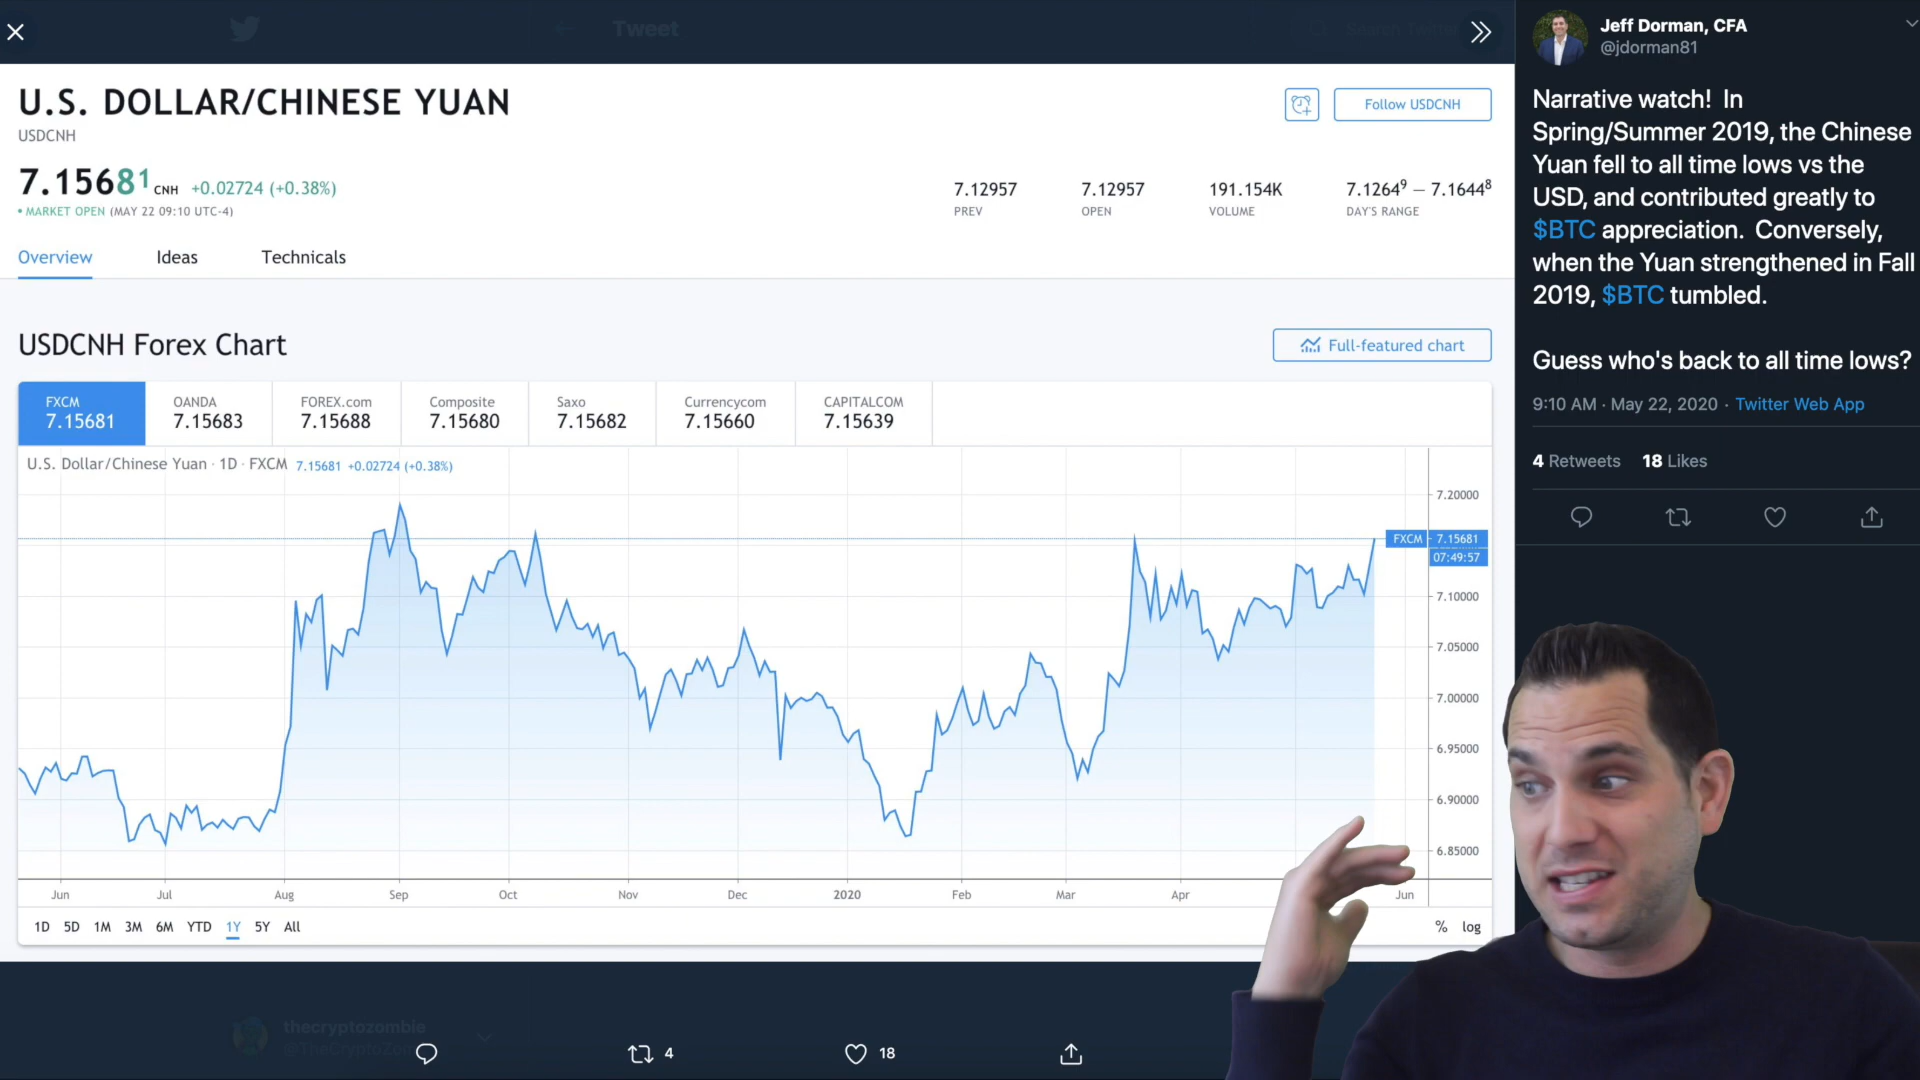 Tweet
U.S. DOLLAR/CHINESE YUAN
USDCNH
Follow USDCNH
7.15681 CNH +0.02724 (+0.38%)
• MARKET OPEN (MAY 22 09:10 UTC-4)
7.12957
PREV
7.12957
OPEN
191.154K
VOLUME
7.12649 — 7.16448
DAY'S RANGE
Overview
Ideas
Technicals
USDCNH Forex Chart
Full-featured chart
FXCM
7.15681
OANDA
7.15683
FOREX.com
7.15688
Composite
7.15680
Saxo
7.15682
Currencycom
7.15660
CAPITALCOM
7.15639
U.S. Dollar/Chinese Yuan · 1D · FXCM 7.15681 +0.02724 (+0.38%)
7.20000
FXCM 7.15681
07:49:57
7.10000
7.05000
7.00000
6.95000
6.90000
6.85000
Jun Jul Aug Sep Oct Nov Dec 2020 Feb Mar Apr Jun
1D 5D 1M 3M 6M YTD 1Y 5Y All
% log
thecryptozombie
4
18
Jeff Dorman, CFA
@jdorman81
Narrative watch! In
Spring/Summer 2019, the Chinese
Yuan fell to all time lows vs the
USD, and contributed greatly to
$BTC appreciation. Conversely,
when the Yuan strengthened in Fall
2019, $BTC tumbled.
Guess who's back to all time lows?
9:10 AM · May 22, 2020 · Twitter Web App
4 Retweets 18 Likes